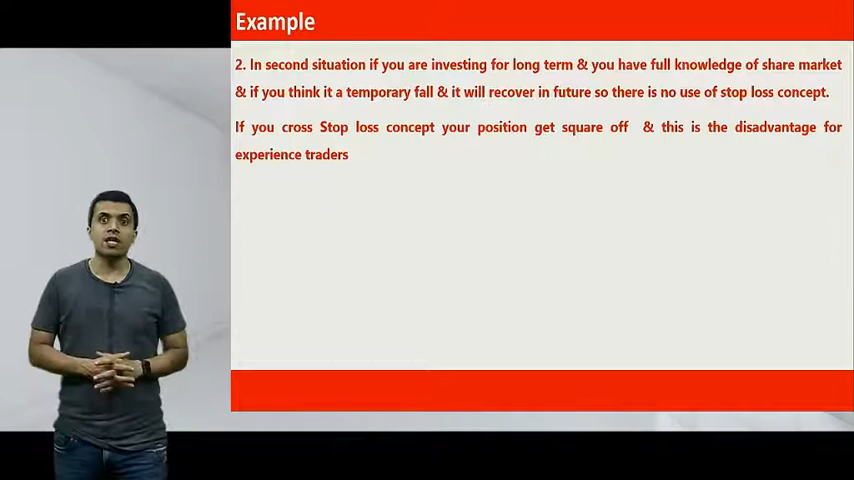 Example
2. In second situation if you are investing for long term & you have full knowledge of share market
& if you think it a temporary fall & it will recover in future so there is no use of stop loss concept.
If you cross Stop loss concept your position get square off & this is the disadvantage for
experience traders